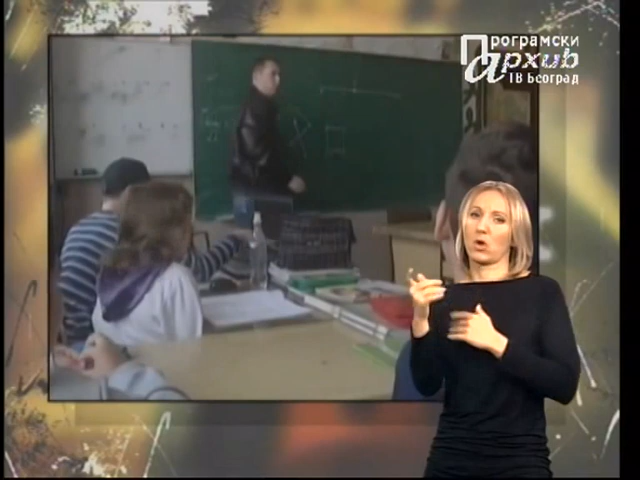 Програмски
архив
ТВ Београд